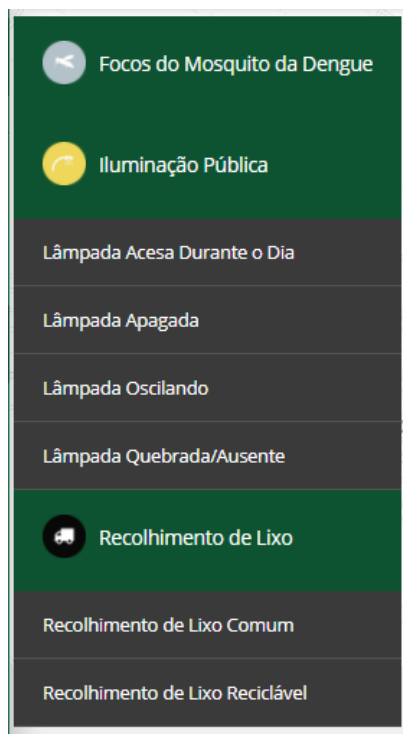 Focos do Mosquito da Dengue
Iluminação Pública
Lâmpada Acesa Durante o Dia
Lâmpada Apagada
Lâmpada Oscilando
Lâmpada Quebrada/Ausente
Recolhimento de Lixo
Recolhimento de Lixo Comum
Recolhimento de Lixo Reciclável